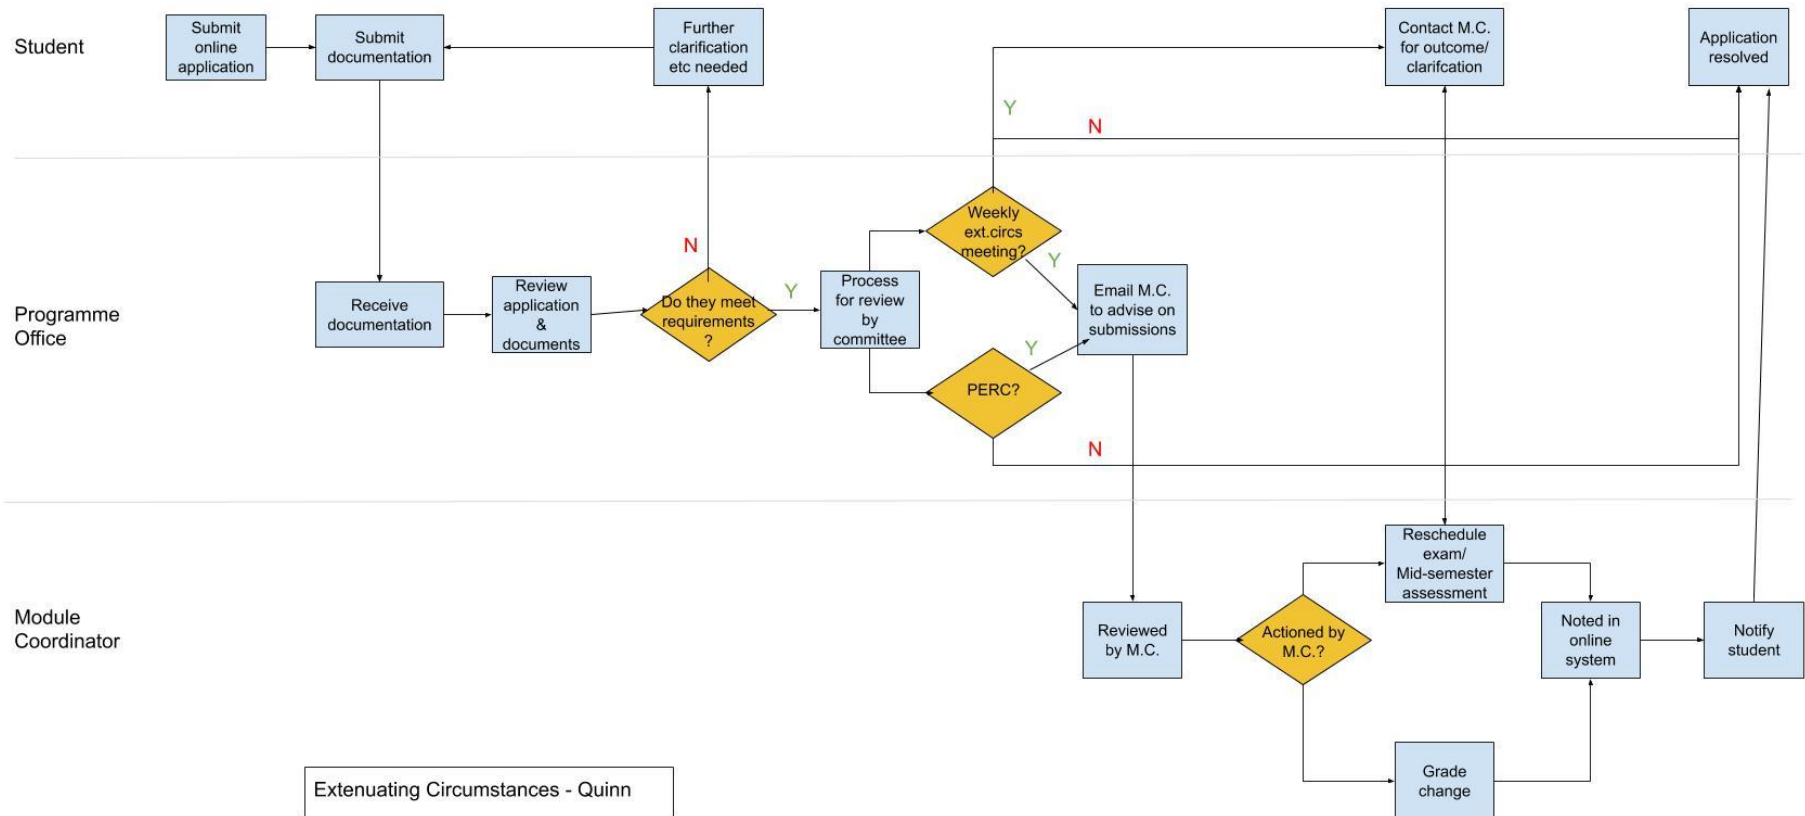 Student
Submit
online
application
Submit
documentation
Further
clarification
etc needed
Contact M.C.
for outcome/
clarifcation
Application
resolved
Y
N
Programme
Office
Receive
documentation
Review
application
&
documents
Do they meet
requirements
?
N
Y
Process
for review
by
committee
Weekly
ext.circs
meeting?
Y
PERC?
Y
N
Email M.C.
to advise on
submissions
Module
Coordinator
Reviewed
by M.C.
Actioned by
M.C.?
Reschedule
exam/
Mid-semester
assessment
Noted in
online
system
Notify
student
Grade
change
Extenuating Circumstances - Quinn